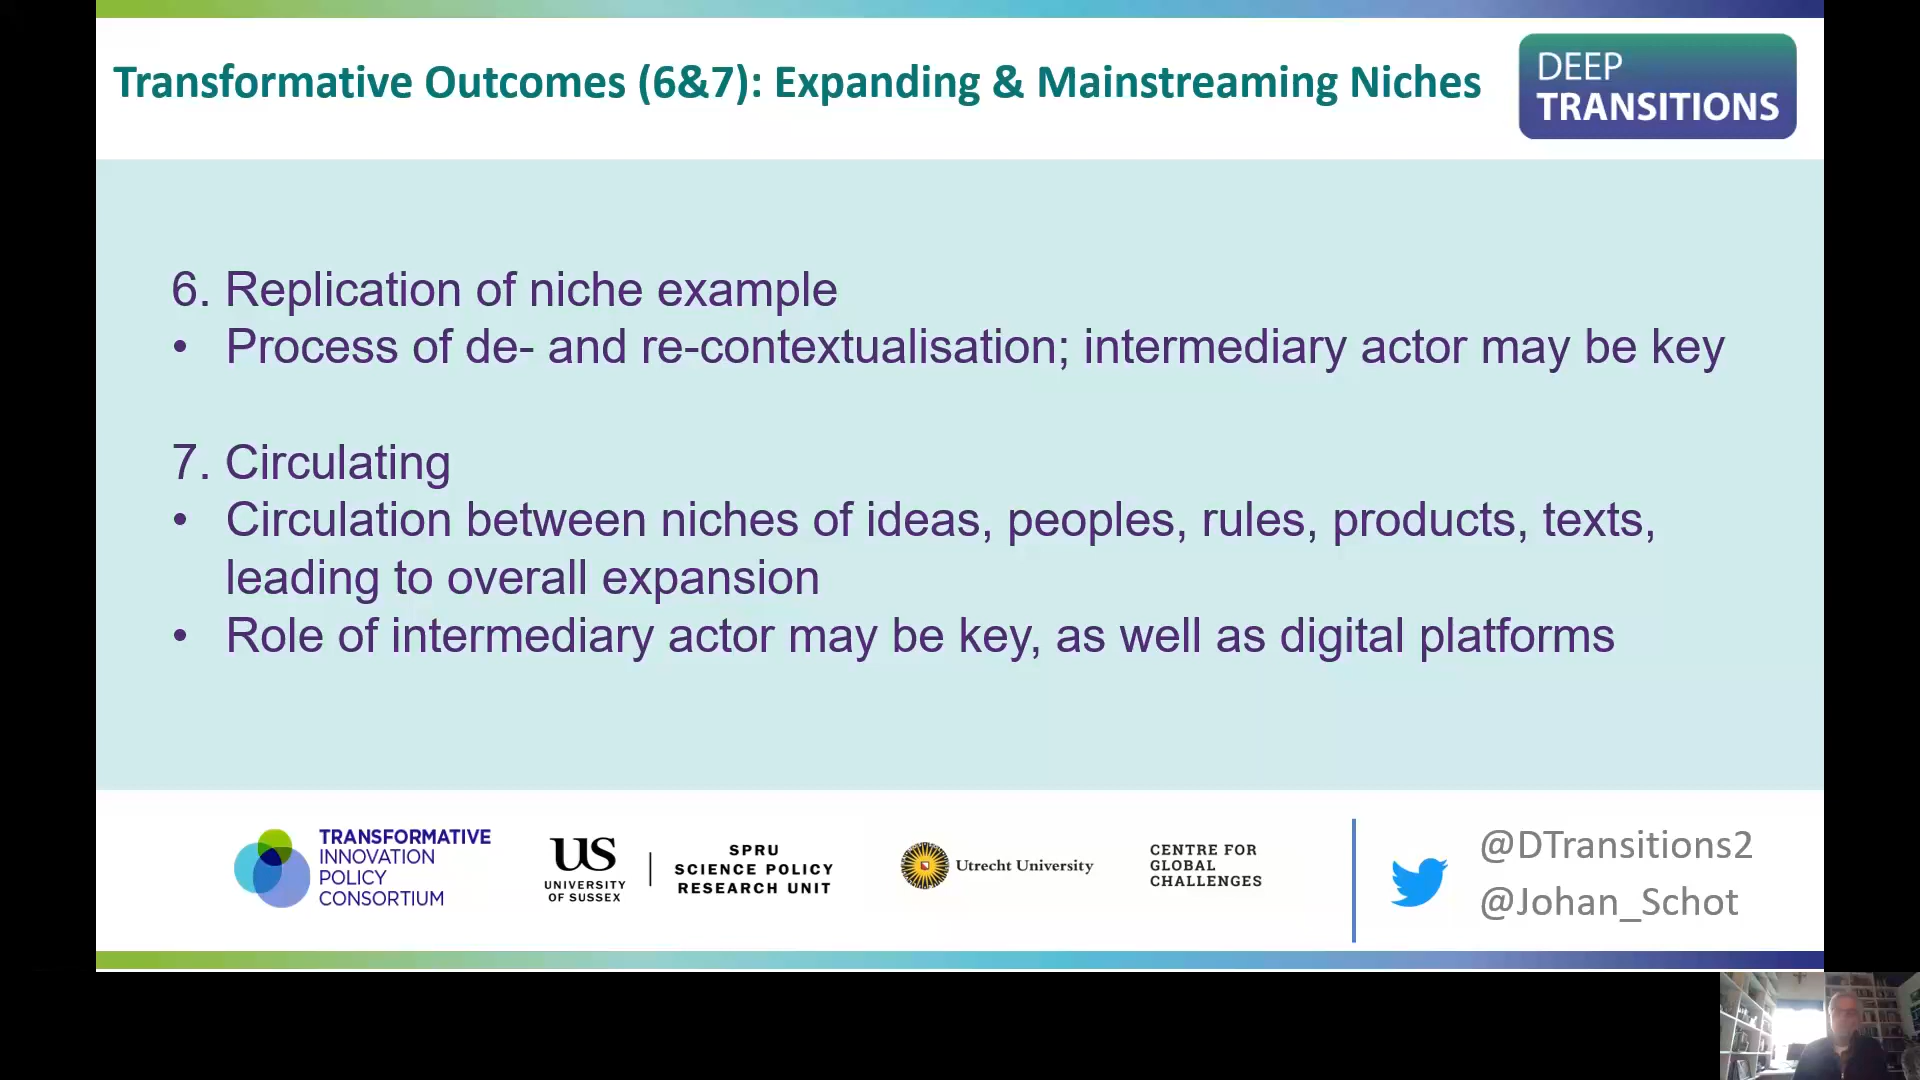 Transformative Outcomes (6&7): Expanding & Mainstreaming Niches
DEEP
TRANSITIONS
6. Replication of niche example
• Process of de- and re-contextualisation; intermediary actor may be key
7. Circulating
• Circulation between niches of ideas, peoples, rules, products, texts,
leading to overall expansion
• Role of intermediary actor may be key, as well as digital platforms
TRANSFORMATIVE
INNOVATION
POLICY
CONSORTIUM
US
UNIVERSITY
OF SUSSEX
SPRU
SCIENCE POLICY
RESEARCH UNIT
Utrecht University
CENTRE FOR
GLOBAL
CHALLENGES
@DTransitions2
@Johan_Schot